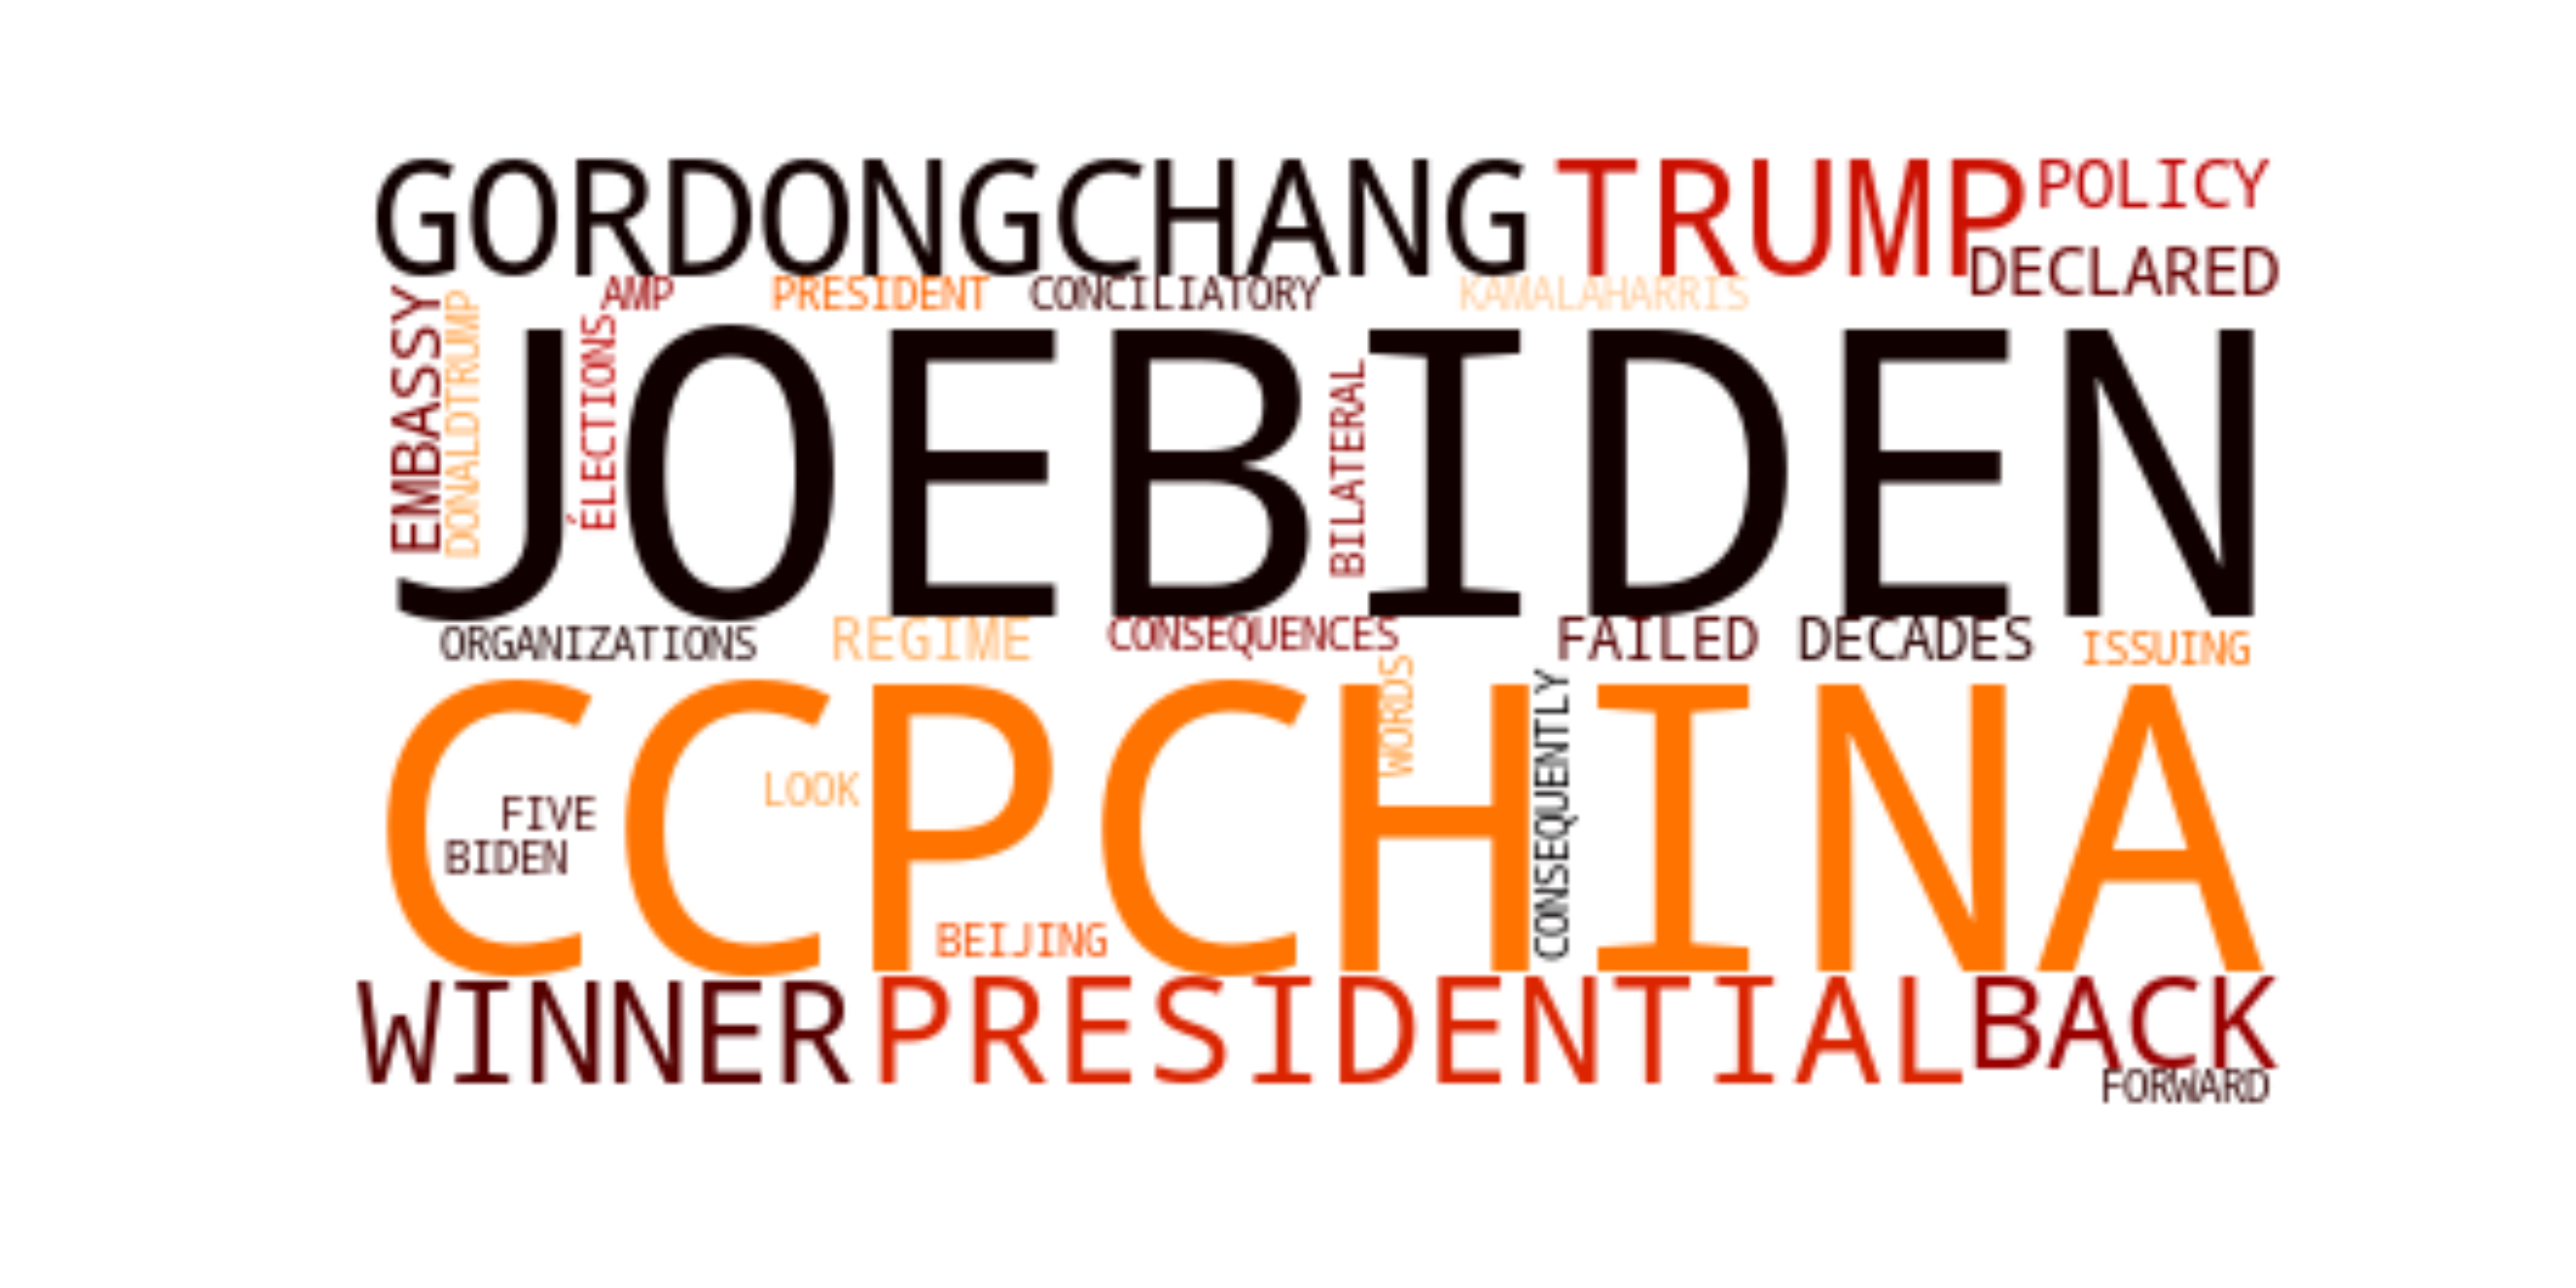 GORDONGCHANG TRUMP POLICY
DECLARED
AMP PRESIDENT CONCILIATORY KAMALAHARRIS
EMBASSY
DONALDTRUMP
ÉLECTIONS
JOEBIDEN
BILATERAL
ORGANIZATIONS REGIME CONSEQUENCES FAILED DECADES ISSUING
CCPCHINA
WORDS
CONSEQUENTLY
LOOK
FIVE
BIDEN
BEIJING
WINNER PRESIDENTIAL BACK
FORWARD